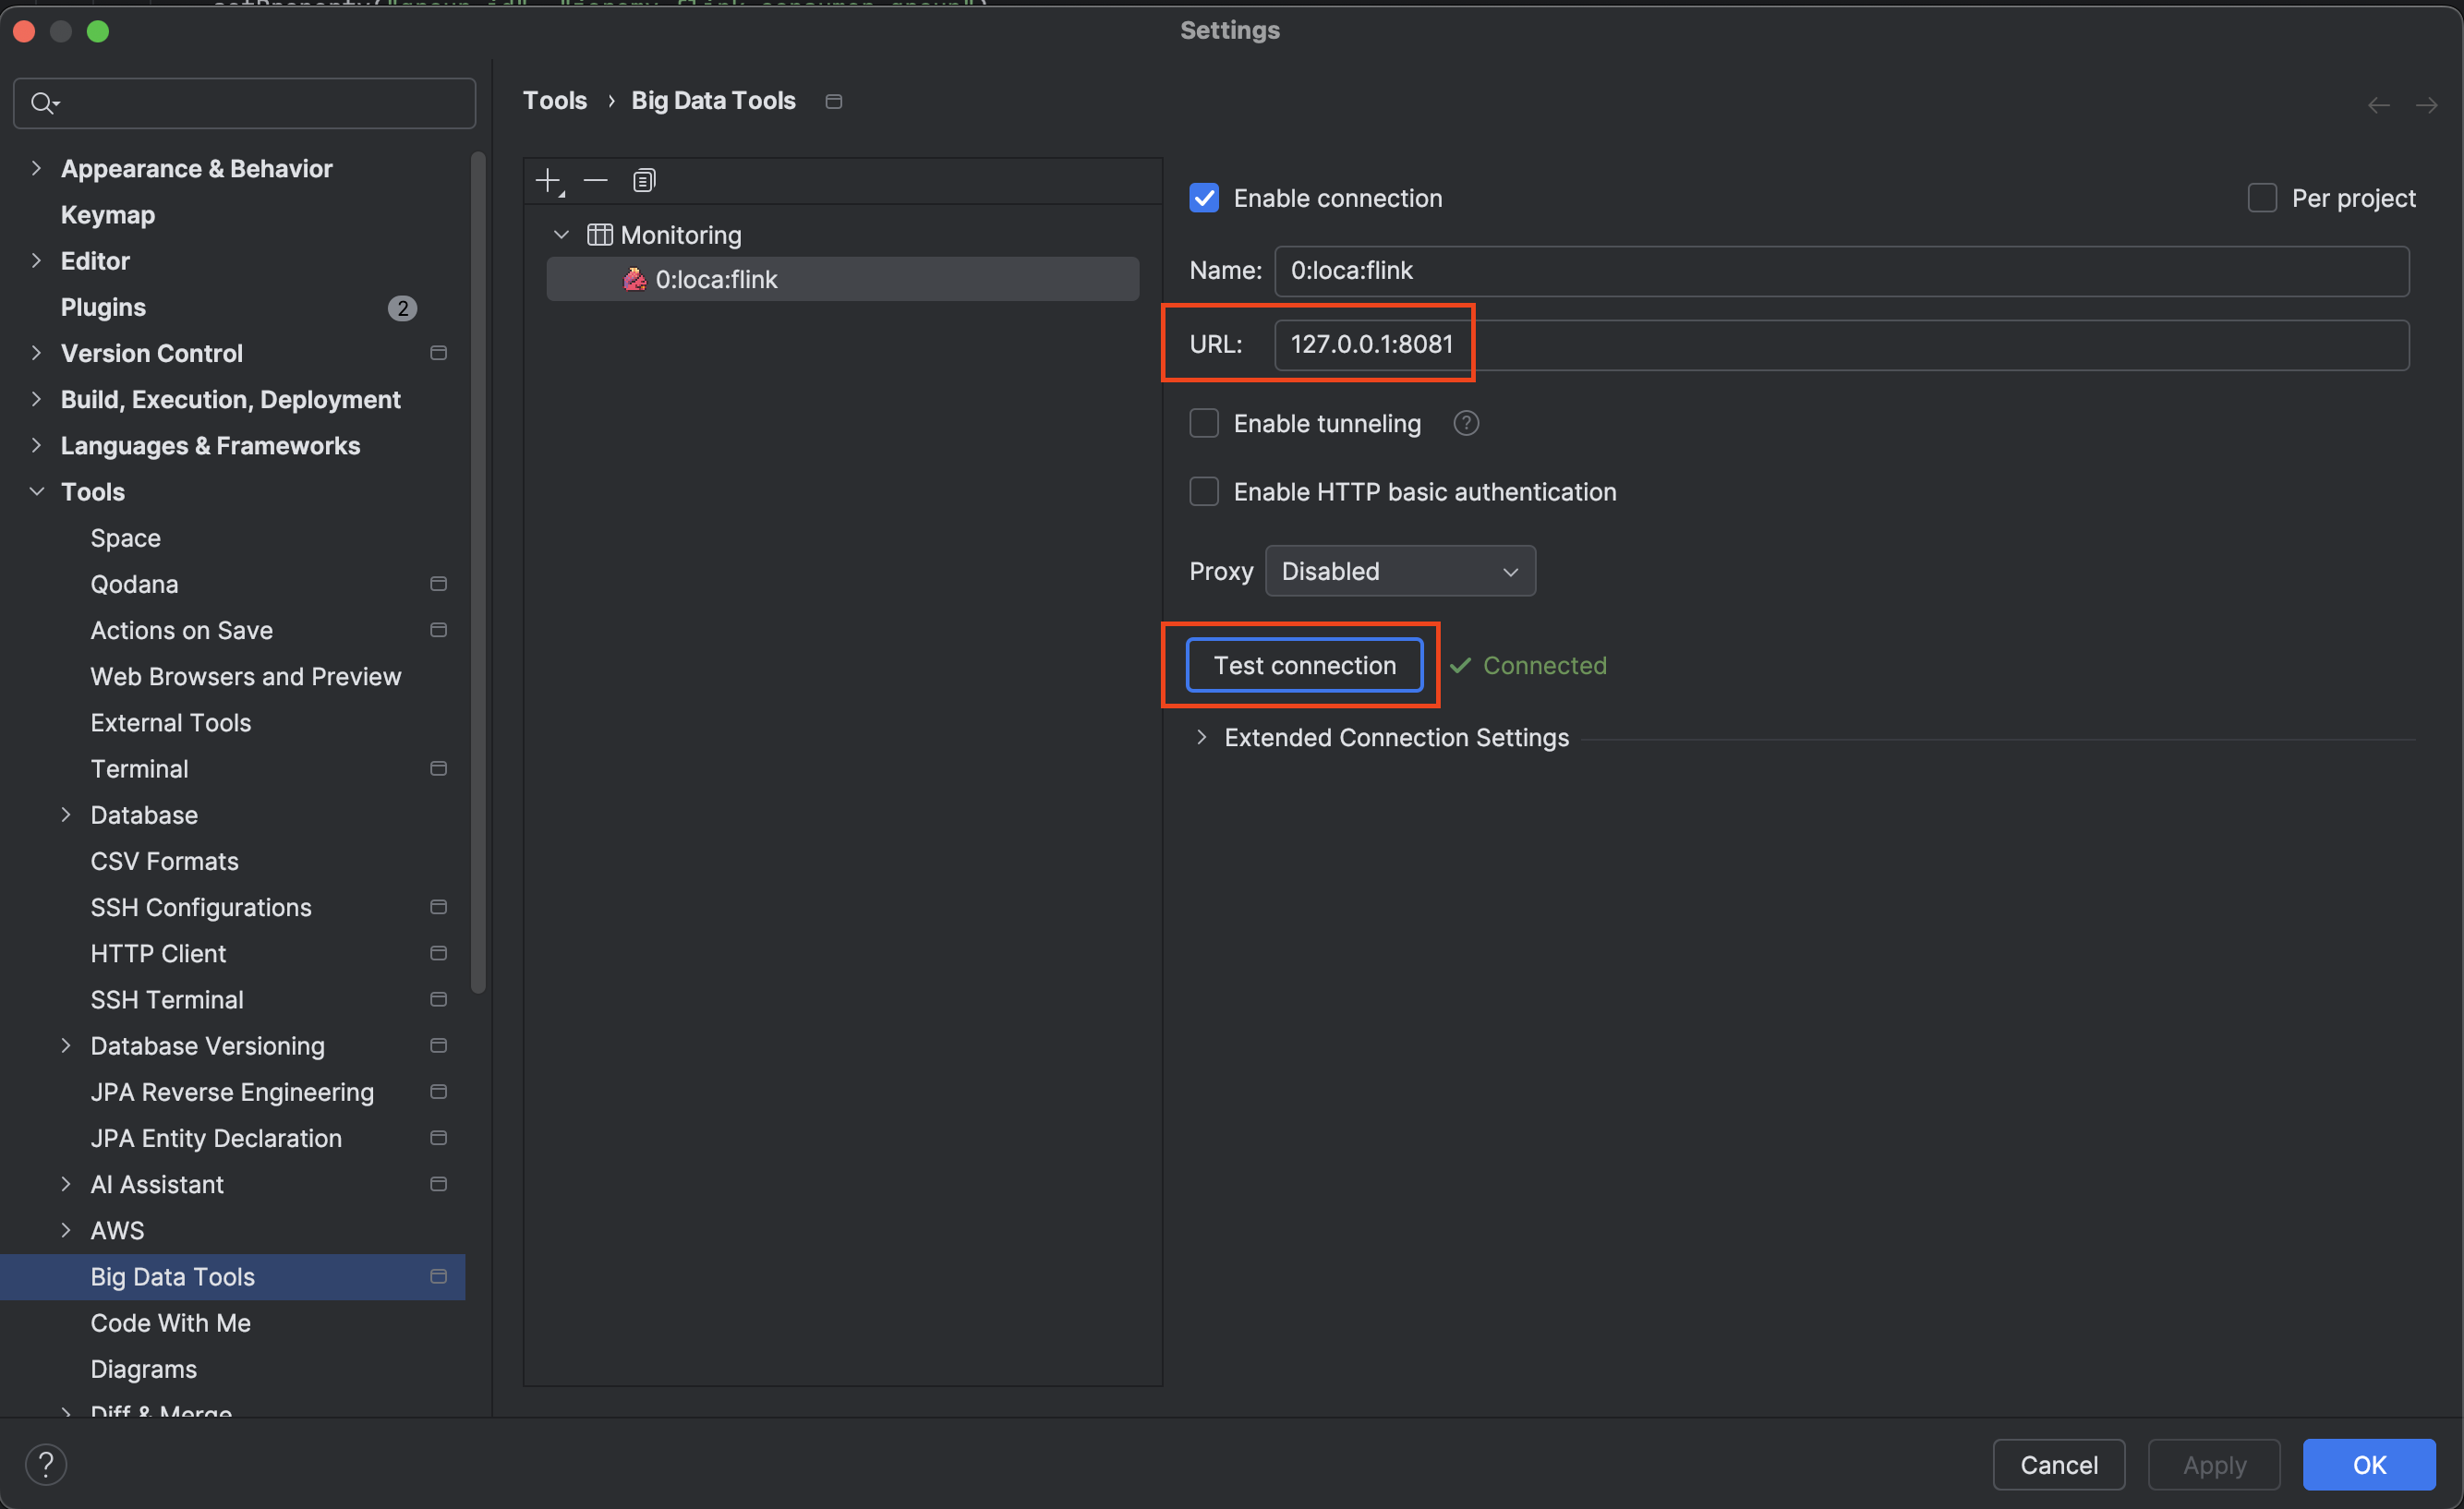 Settings
Tools › Big Data Tools
Appearance & Behavior
Keymap
Editor
Plugins 2
Version Control
Build, Execution, Deployment
Languages & Frameworks
Tools
Space
Qodana
Actions on Save
Web Browsers and Preview
External Tools
Terminal
Database
CSV Formats
SSH Configurations
HTTP Client
SSH Terminal
Database Versioning
JPA Reverse Engineering
JPA Entity Declaration
AI Assistant
AWS
Big Data Tools
Code With Me
Diagrams
Diff & Merge
Monitoring
0:loca:flink
Enable connection
Per project
Name: 0:loca:flink
URL: 127.0.0.1:8081
Enable tunneling ?
Enable HTTP basic authentication
Proxy Disabled
Test connection Connected
Extended Connection Settings
?
Cancel
Apply
OK